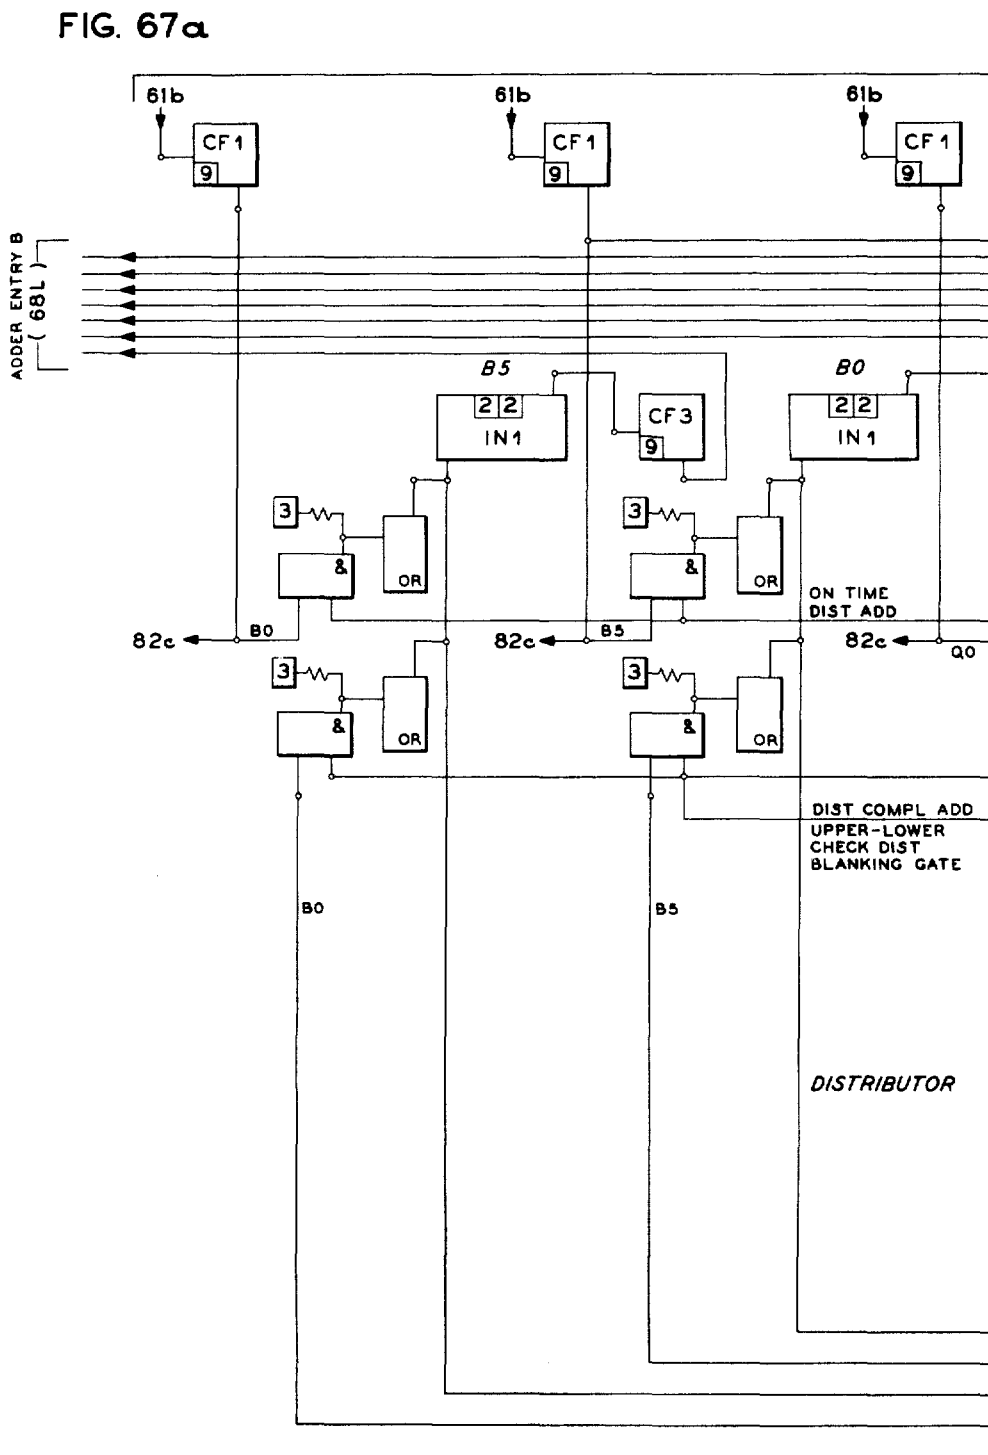 FIG. 67a
61b 61b 61b
CF1 CF1 CF1
9 9 9
ADDER ENTRY B
(68L)
B5 B0
2 2 2 2
IN1 CF3 IN1
9
3 3
& &
OR OR
ON TIME
DIST ADD
82c B0 82c B5 82c Q0
3 3
& &
OR OR
DIST COMPL ADD
UPPER-LOWER
CHECK DIST
BLANKING GATE
B0 B5
DISTRIBUTOR